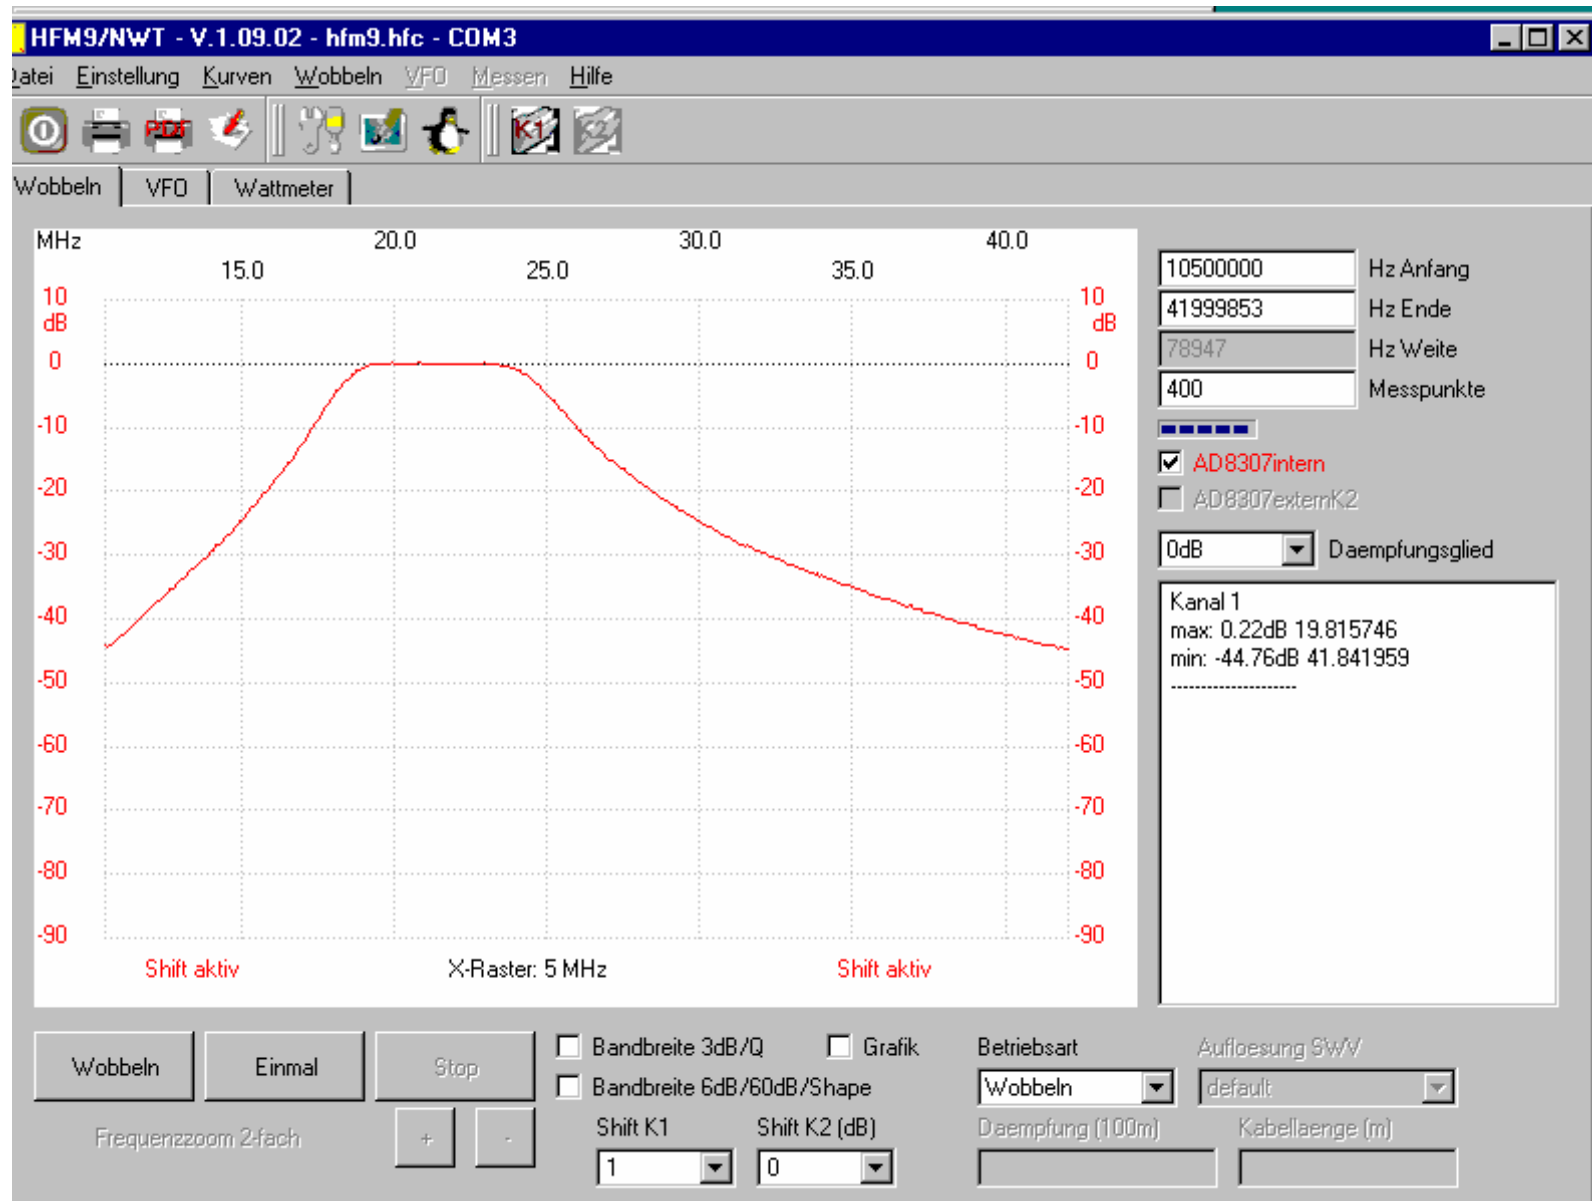 HFM9/NWT - V.1.09.02 - hfm9.hfc - COM3
Datei Einstellung Kurven Wobbeln VFO Messen Hilfe
PDF K1 K2
Wobbeln VFO Wattmeter
MHz 20.0 30.0 40.0
15.0 25.0 35.0
10 10
dB dB
0 0
-10 -10
-20 -20
-30 -30
-40 -40
-50 -50
-60 -60
-70 -70
-80 -80
-90 -90
Shift aktiv X-Raster: 5 MHz Shift aktiv
10500000 Hz Anfang
41999853 Hz Ende
78947 Hz Weite
400 Messpunkte
AD8307intern
AD8307externK2
0dB Daempfungsglied
Kanal 1
max: 0.22dB 19.815746
min: -44.76dB 41.841959
---------------------
Wobbeln Einmal Stop
Frequenzzoom 2-fach + -
Bandbreite 3dB/Q Grafik
Bandbreite 6dB/60dB/Shape
Shift K1 Shift K2 (dB)
1 0
Betriebsart Aufloesung SWV
Wobbeln default
Daempfung (100m) Kabellaenge (m)